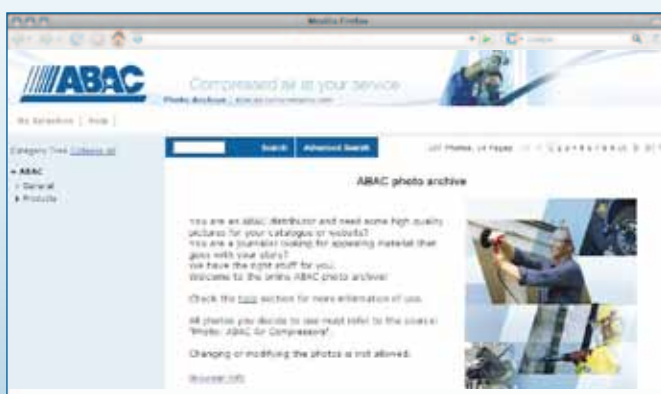 Mozilla Firefox
ABAC
Compressed air at your service
Photo Archive
My Selection | Help |
Search Advanced Search
Category Tree Collapse all
Photos, Pages
ABAC
General
Products
ABAC photo archive
You are an ABAC distributor and need some high quality
pictures for your catalogue or website?
You are a journalist looking for appealing material that
goes with your story?
We have the right stuff for you.
Welcome to the online ABAC photo archive!
Check the help section for more information of use.
All photos you decide to use must refer to the source:
"Photo: ABAC Air Compressors".
Changing or modifying the photos is not allowed.
Browser info